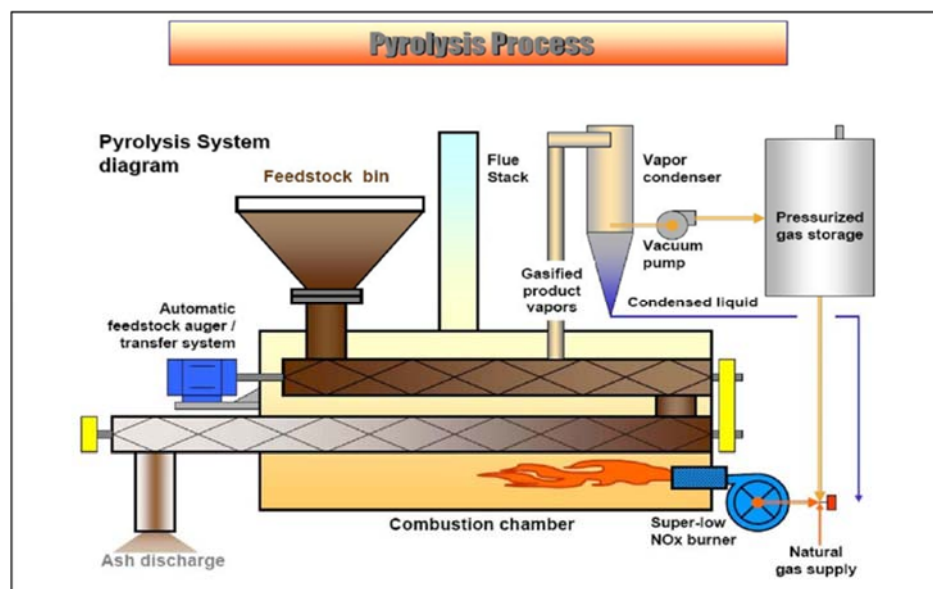 Pyrolysis Process
Pyrolysis System
diagram
Feedstock bin
Flue
Stack
Vapor
condenser
Pressurized
gas storage
Vacuum
pump
Gasified
product
vapors
Condensed liquid
Automatic
feedstock auger /
transfer system
Combustion chamber
Super-low
NOx burner
Natural
gas supply
Ash discharge